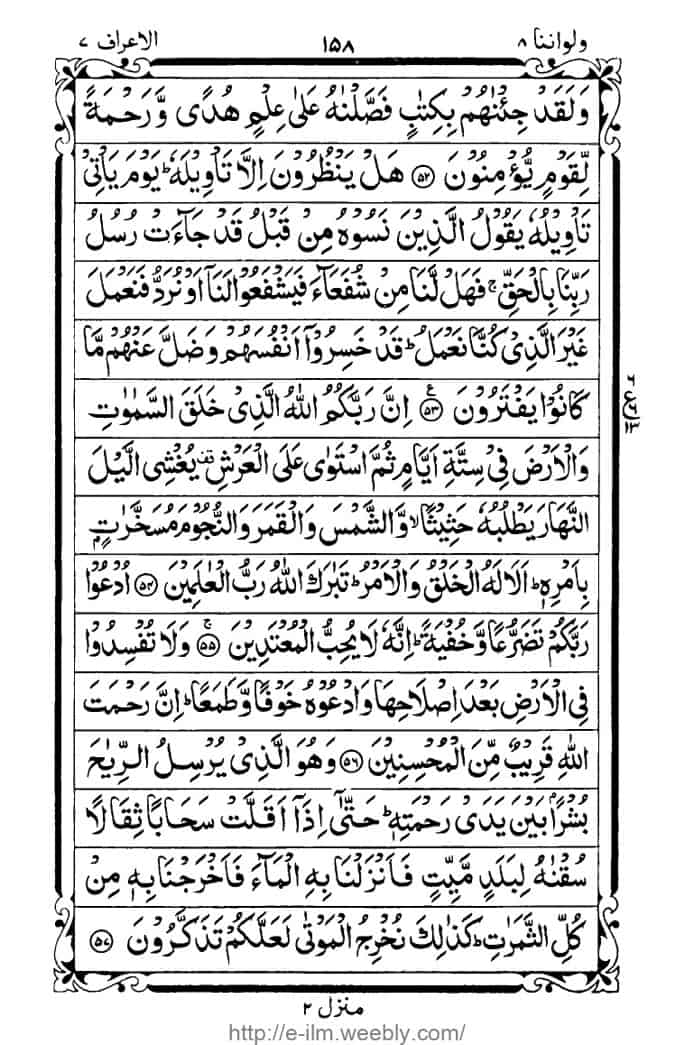 ولواننا ٨ ١٥٨ الاعراف ٧
وَلَقَدْ جِئْنٰهُمْ بِكِتٰبٍ فَصَّلْنٰهُ عَلٰى عِلْمٍ هُدًى وَّرَحْمَةً
لِّقَوْمٍ يُّؤْمِنُوْنَ ۝٥٢ هَلْ يَنْظُرُوْنَ اِلَّا تَاْوِيْلَهٗ ؕ يَوْمَ يَاْتِيْ
تَاْوِيْلُهٗ يَقُوْلُ الَّذِيْنَ نَسُوْهُ مِنْ قَبْلُ قَدْ جَآءَتْ رُسُلُ
رَبِّنَا بِالْحَقِّ ۚ فَهَلْ لَّنَا مِنْ شُفَعَآءَ فَيَشْفَعُوْا لَنَاۤ اَوْ نُرَدُّ فَنَعْمَلَ
غَيْرَ الَّذِيْ كُنَّا نَعْمَلُ ؕ قَدْ خَسِرُوْۤا اَنْفُسَهُمْ وَضَلَّ عَنْهُمْ مَّا
كَانُوْا يَفْتَرُوْنَ ۝٥٣ اِنَّ رَبَّكُمُ اللّٰهُ الَّذِيْ خَلَقَ السَّمٰوٰتِ
وَالْاَرْضَ فِيْ سِتَّةِ اَيَّامٍ ثُمَّ اسْتَوٰى عَلَى الْعَرْشِ ۟ يُغْشِى الَّيْلَ
النَّهَارَ يَطْلُبُهٗ حَثِيْثًا ۙ وَّالشَّمْسَ وَالْقَمَرَ وَالنُّجُوْمَ مُسَخَّرٰتٍۭ
بِاَمْرِهٖ ؕ اَلَا لَهُ الْخَلْقُ وَالْاَمْرُ ؕ تَبٰرَكَ اللّٰهُ رَبُّ الْعٰلَمِيْنَ ۝٥٤ اُدْعُوْا
رَبَّكُمْ تَضَرُّعًا وَّخُفْيَةً ؕ اِنَّهٗ لَا يُحِبُّ الْمُعْتَدِيْنَ ۝٥٥ۚ وَلَا تُفْسِدُوْا
فِي الْاَرْضِ بَعْدَ اِصْلَاحِهَا وَادْعُوْهُ خَوْفًا وَّطَمَعًا ؕ اِنَّ رَحْمَتَ
اللّٰهِ قَرِيْبٌ مِّنَ الْمُحْسِنِيْنَ ۝٥٦ وَهُوَ الَّذِيْ يُرْسِلُ الرِّيٰحَ
بُشْرًۢا بَيْنَ يَدَيْ رَحْمَتِهٖ ؕ حَتّٰۤى اِذَاۤ اَقَلَّتْ سَحَابًا ثِقَالًا
سُقْنٰهُ لِبَلَدٍ مَّيِّتٍ فَاَنْزَلْنَا بِهِ الْمَآءَ فَاَخْرَجْنَا بِهٖ مِنْ
كُلِّ الثَّمَرٰتِ ؕ كَذٰلِكَ نُخْرِجُ الْمَوْتٰى لَعَلَّكُمْ تَذَكَّرُوْنَ ۝٥٧
منزل ٢
http://e-ilm.weebly.com/